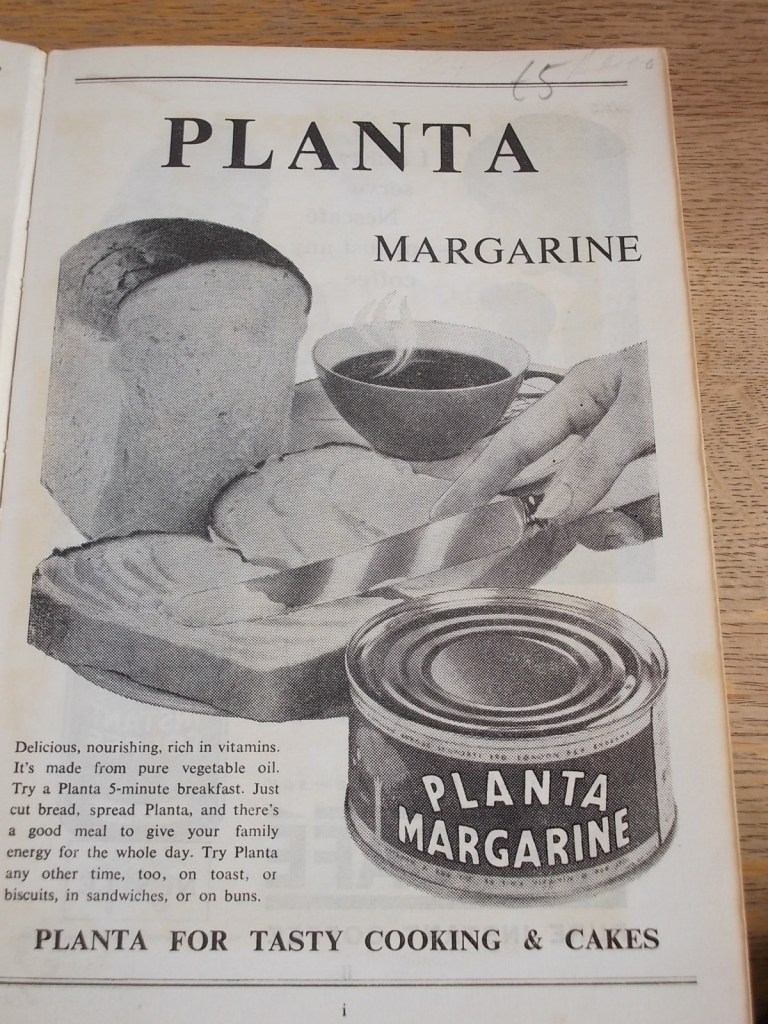 65
PLANTA
MARGARINE
PLANTA
MARGARINE
Delicious, nourishing, rich in vitamins.
It's made from pure vegetable oil.
Try a Planta 5-minute breakfast. Just
cut bread, spread Planta, and there's
a good meal to give your family
energy for the whole day. Try Planta
any other time, too, on toast, or
biscuits, in sandwiches, or on buns.
PLANTA FOR TASTY COOKING & CAKES
i